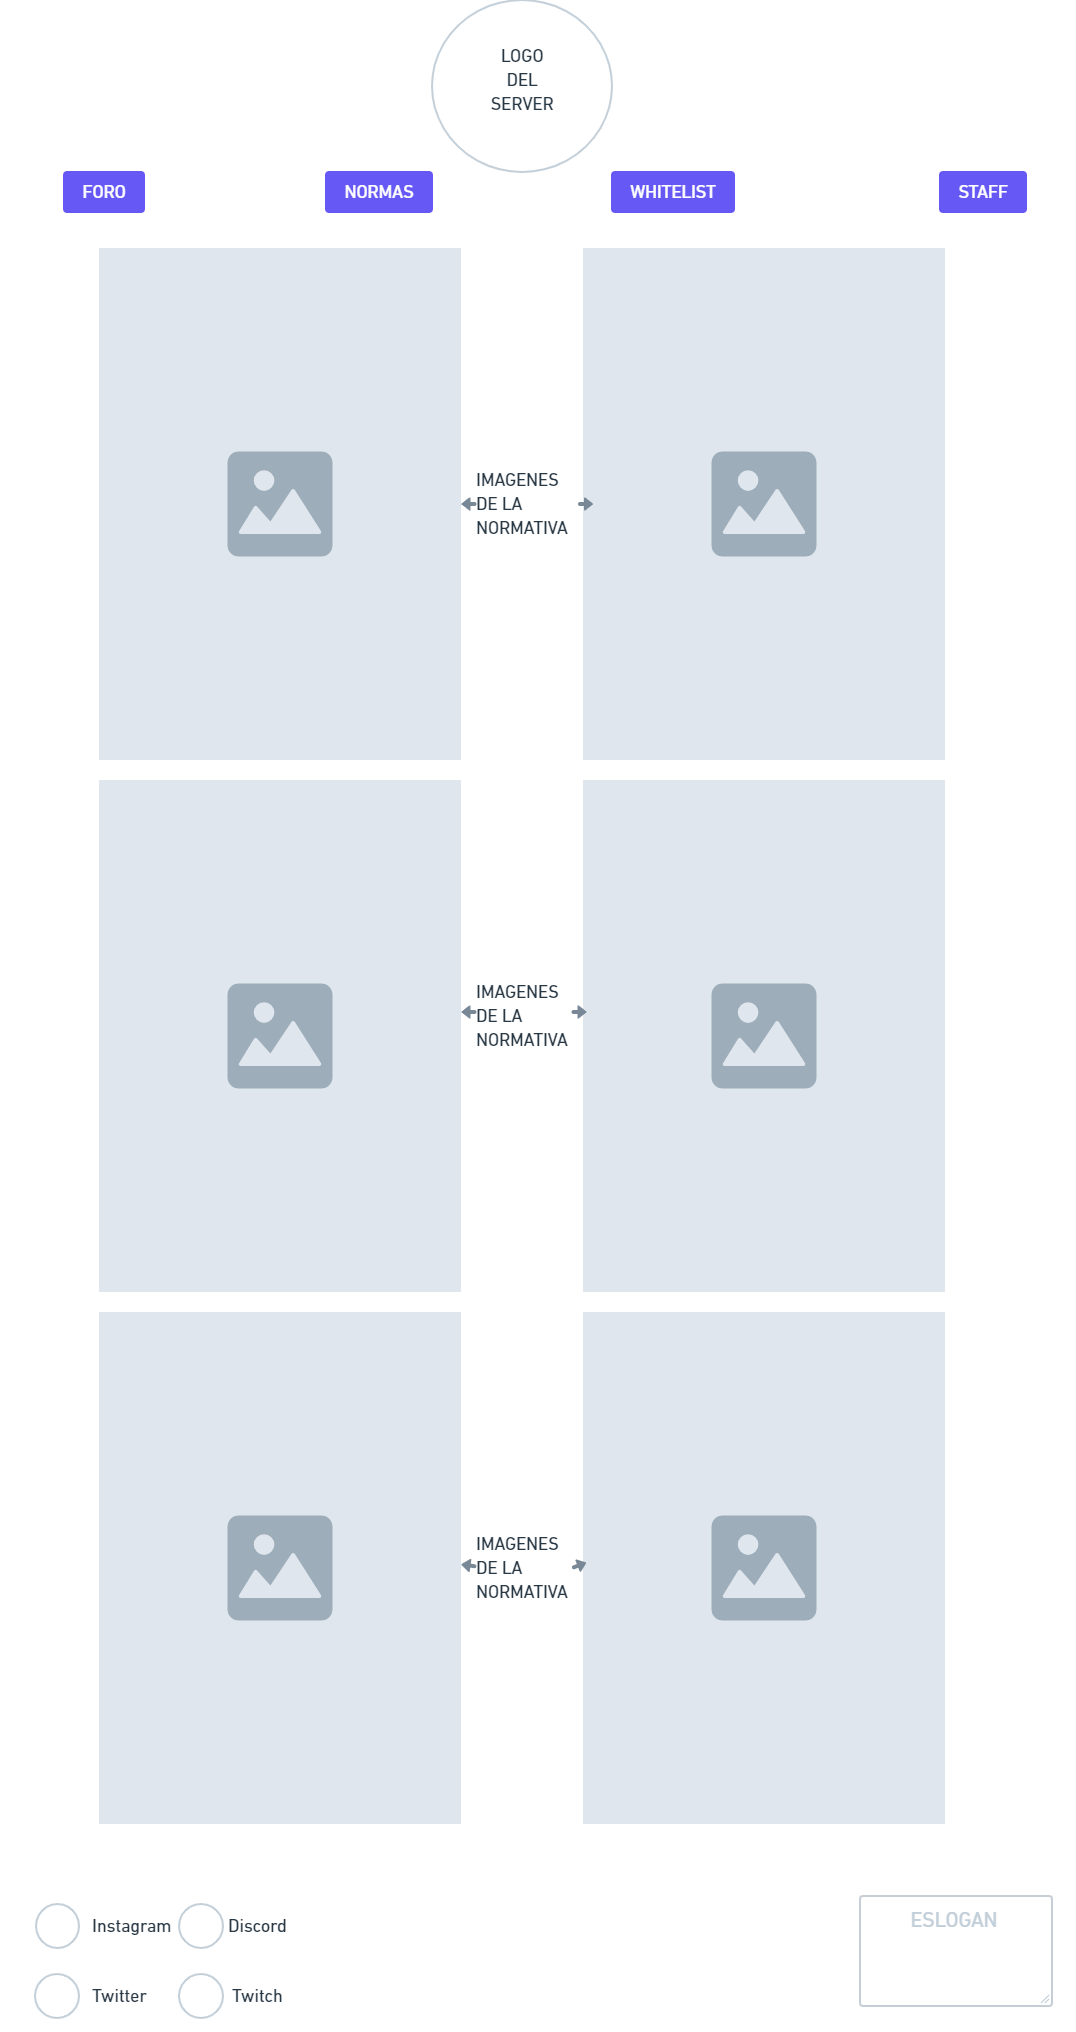 LOGO
DEL
SERVER
FORO
NORMAS
WHITELIST
STAFF
IMAGENES
DE LA
NORMATIVA
IMAGENES
DE LA
NORMATIVA
IMAGENES
DE LA
NORMATIVA
Instagram
Discord
Twitter
Twitch
ESLOGAN